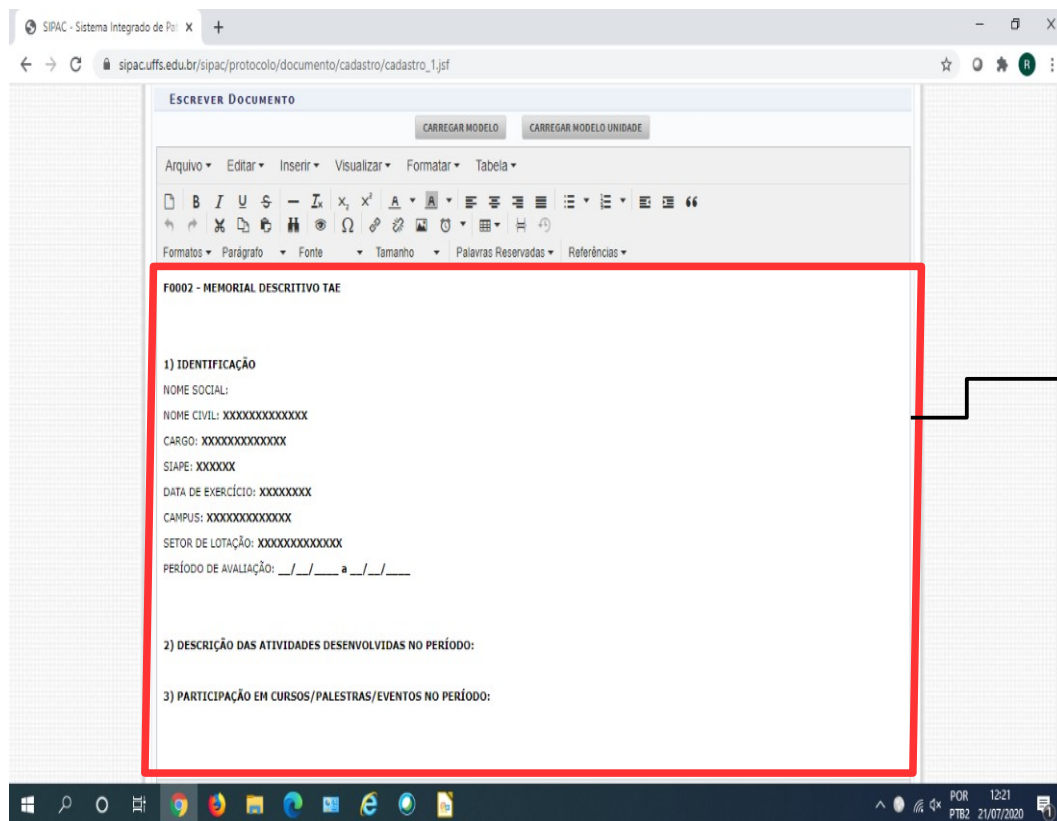 SIPAC - Sistema Integrado de Pa
sipac.uffs.edu.br/sipac/protocolo/documento/cadastro/cadastro_1.jsf
R
ESCREVER DOCUMENTO
CARREGAR MODELO CARREGAR MODELO UNIDADE
Arquivo Editar Inserir Visualizar Formatar Tabela
Formatos Parágrafo Fonte Tamanho Palavras Reservadas Referências
F0002 - MEMORIAL DESCRITIVO TAE
1) IDENTIFICAÇÃO
NOME SOCIAL:
NOME CIVIL: XXXXXXXXXXXXX
CARGO: XXXXXXXXXXXXX
SIAPE: XXXXXX
DATA DE EXERCÍCIO: XXXXXXXX
CAMPUS: XXXXXXXXXXXXX
SETOR DE LOTAÇÃO: XXXXXXXXXXXXX
PERÍODO DE AVALIAÇÃO: __/__/____ a __/__/____
2) DESCRIÇÃO DAS ATIVIDADES DESENVOLVIDAS NO PERÍODO:
3) PARTICIPAÇÃO EM CURSOS/PALESTRAS/EVENTOS NO PERÍODO:
POR 12:21
PTB2 21/07/2020